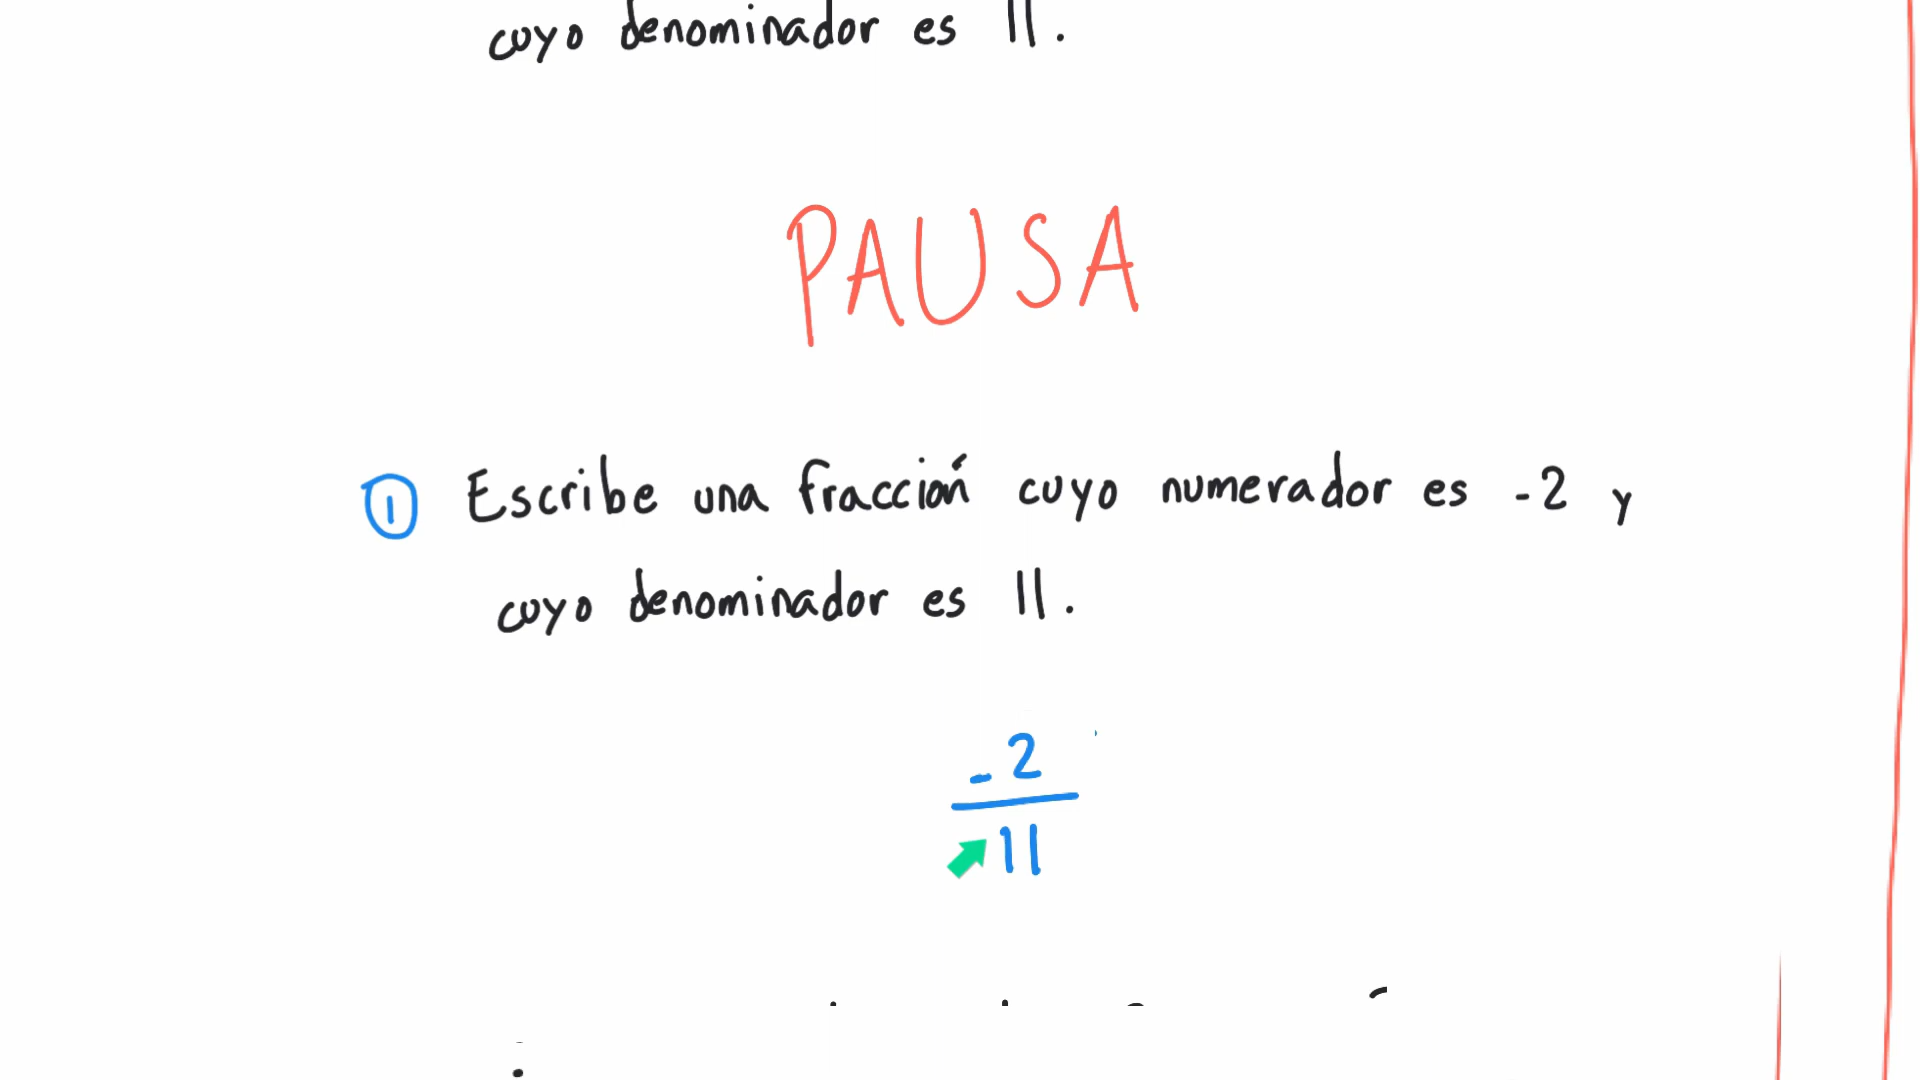 cuyo denominador es 11.
PAUSA
1 Escribe una fracción cuyo numerador es -2 y
cuyo denominador es 11.
-2
11